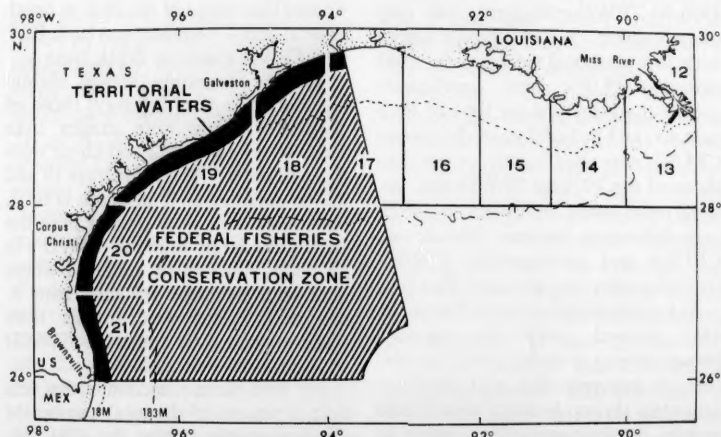 98° W. 96° 94° 92° 90°
30° N.
30°
TEXAS
LOUISIANA
Miss River
12
Galveston
TERRITORIAL WATERS
19 18 17 16 15 14 13
28°
28°
Corpus Christi
20
FEDERAL FISHERIES
CONSERVATION ZONE
21
Brownsville
US
MEX
26°
26°
98° 18M 183M 96° 94° 92° 90°